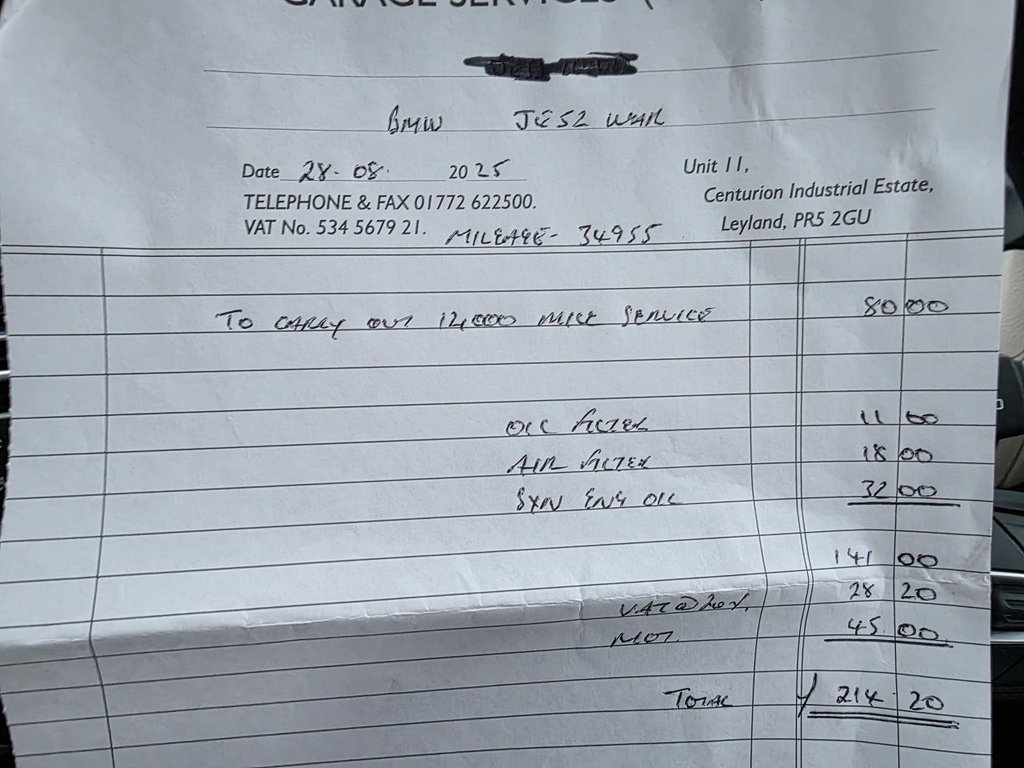 GARAGE SERVICES (
BMW JE52
Date 28-08. 2025
Unit 11,
TELEPHONE & FAX 01772 622500.
Centurion Industrial Estate,
VAT No. 534 5679 21.
Leyland, PR5 2GU
MILEAGE - 34955
TO CARRY OUT 12,000 MILE SERVICE 80 00
OIL FILTER 11 00
AIR FILTER 18 00
SYN ENG OIL 32 00
141 00
VAT @ 20%. 28 20
MOT 45.00
TOTAL 214.20